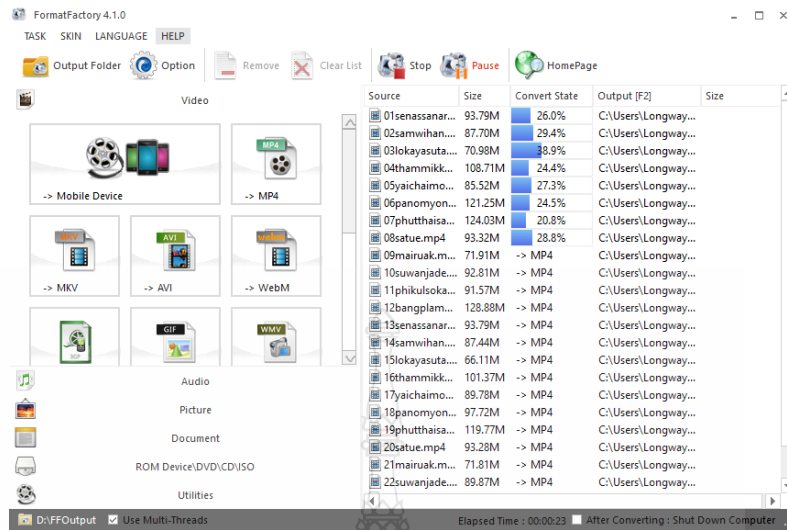 FormatFactory 4.1.0
TASK SKIN LANGUAGE HELP
Output Folder Option Remove Clear List Stop Pause HomePage
Video
-> Mobile Device
MP4
-> MP4
MKV
-> MKV
AVI
-> AVI
webm
-> WebM
3GP
GIF
WMV
Audio
Picture
Document
ROM Device\DVD\CD\ISO
Utilities
Source Size Convert State Output [F2] Size
01senassanar... 93.79M 26.0% C:\Users\Longway...
02samwihan.... 87.70M 29.4% C:\Users\Longway...
03lokayasuta.... 70.98M 38.9% C:\Users\Longway...
04thammikk... 108.71M 24.4% C:\Users\Longway...
05yaichaimo... 85.52M 27.3% C:\Users\Longway...
06panomyon... 121.25M 24.5% C:\Users\Longway...
07phutthaisa... 124.03M 20.8% C:\Users\Longway...
08satue.mp4 93.32M 28.8% C:\Users\Longway...
09mairuak.m... 71.91M -> MP4 C:\Users\Longway...
10suwanjade... 92.81M -> MP4 C:\Users\Longway...
11phikulsoka... 91.57M -> MP4 C:\Users\Longway...
12bangplam... 128.88M -> MP4 C:\Users\Longway...
13senassanar... 93.79M -> MP4 C:\Users\Longway...
14samwihan... 87.44M -> MP4 C:\Users\Longway...
15lokayasuta... 66.11M -> MP4 C:\Users\Longway...
16thammikk... 101.37M -> MP4 C:\Users\Longway...
17yaichaimo... 89.78M -> MP4 C:\Users\Longway...
18panomyon... 97.72M -> MP4 C:\Users\Longway...
19phutthaisa... 119.77M -> MP4 C:\Users\Longway...
20satue.mp4 93.28M -> MP4 C:\Users\Longway...
21mairuak.m... 71.81M -> MP4 C:\Users\Longway...
22suwanjade... 89.87M -> MP4 C:\Users\Longway...
D:\FFOutput Use Multi-Threads Elapsed Time : 00:00:23 After Converting : Shut Down Computer